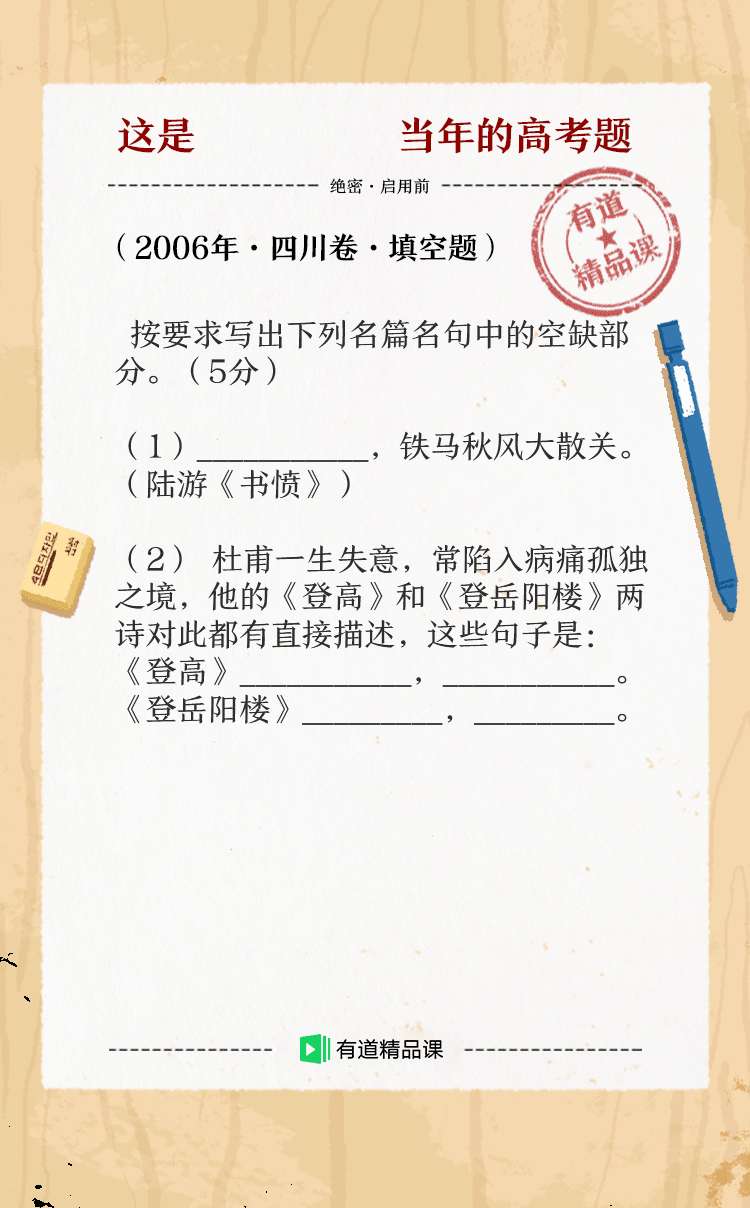 这是 当年的高考题
绝密·启用前
有道
精品课
（2006年·四川卷·填空题）
按要求写出下列名篇名句中的空缺部
分。（5分）
（1）___________，铁马秋风大散关。
（陆游《书愤》）
（2） 杜甫一生失意，常陷入病痛孤独
之境，他的《登高》和《登岳阳楼》两
诗对此都有直接描述，这些句子是：
《登高》___________，___________。
《登岳阳楼》_________，_________。
有道精品课